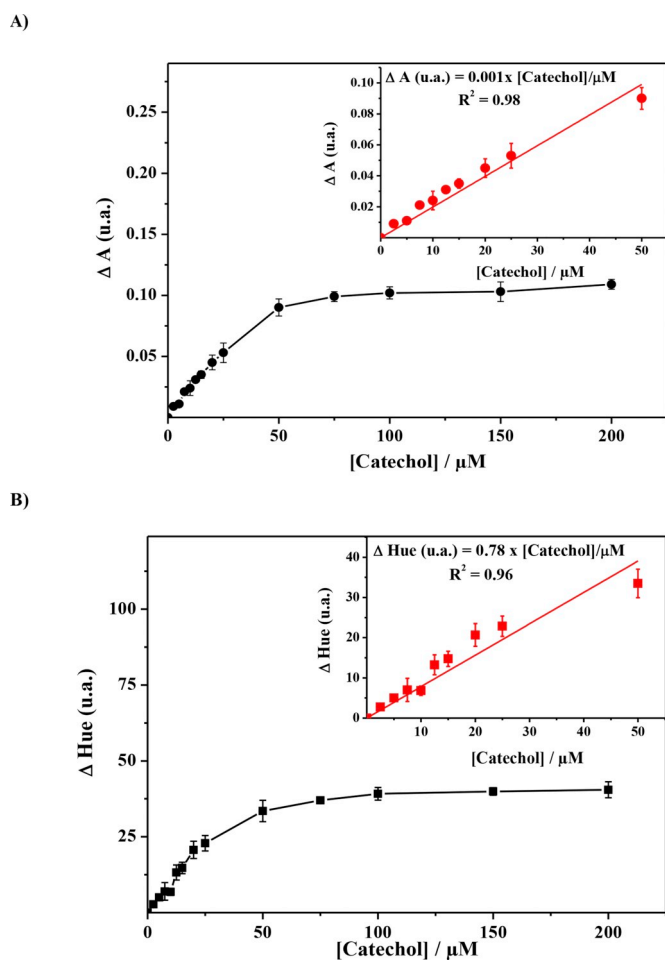 A)
Δ A (u.a.) = 0.001x [Catechol]/μM
R² = 0.98
0.10
0.08
0.06
0.04
0.02
Δ A (u.a.)
0 10 20 30 40 50
[Catechol] / μM
0.25
0.20
0.15
0.10
0.05
Δ A (u.a.)
0 50 100 150 200
[Catechol] / μM
B)
Δ Hue (u.a.) = 0.78 x [Catechol]/μM
R² = 0.96
40
30
20
10
0
Δ Hue (u.a.)
10 20 30 40 50
[Catechol] / μM
100
75
50
25
Δ Hue (u.a.)
0 50 100 150 200
[Catechol] / μM